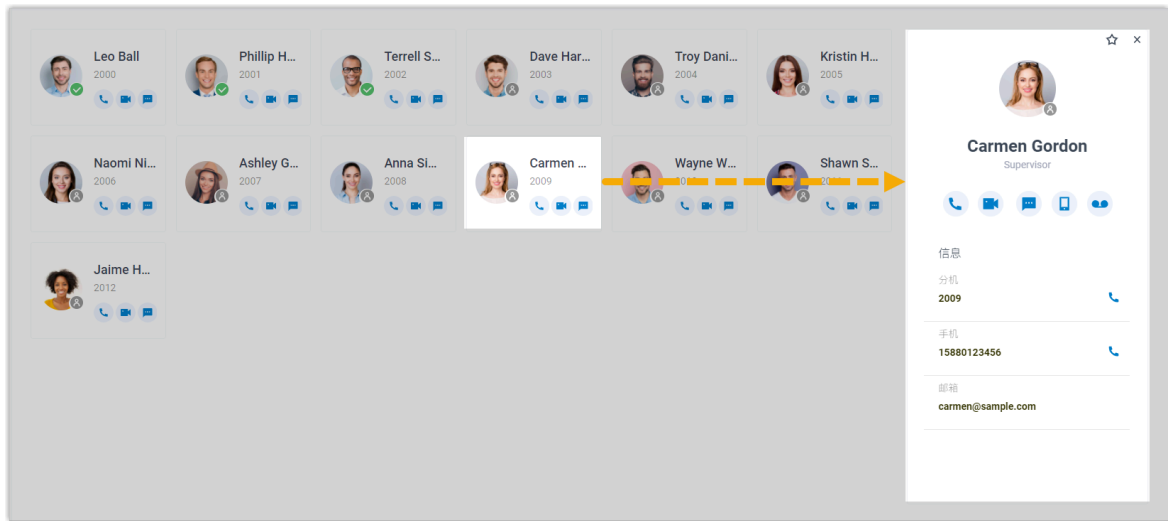 Leo Ball
2000
Phillip H...
2001
Terrell S...
2002
Dave Har...
2003
Troy Dani...
2004
Kristin H...
2005
Naomi Ni...
2006
Ashley G...
2007
Anna Si...
2008
Carmen ...
2009
Wayne W...
Shawn S...
Jaime H...
2012
Carmen Gordon
Supervisor
信息
分机
2009
手机
15880123456
邮箱
carmen@sample.com